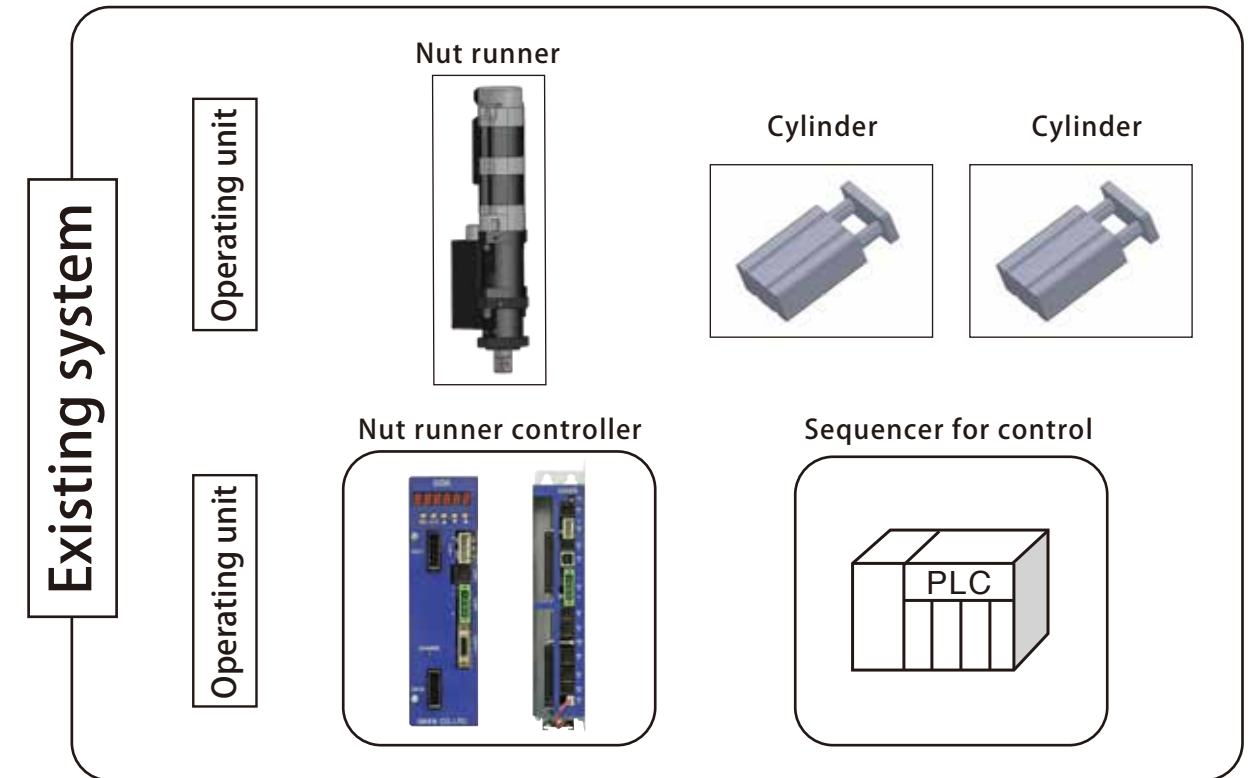 Existing system
Operating unit
Nut runner
Cylinder
Cylinder
Operating unit
Nut runner controller
Sequencer for control
PLC